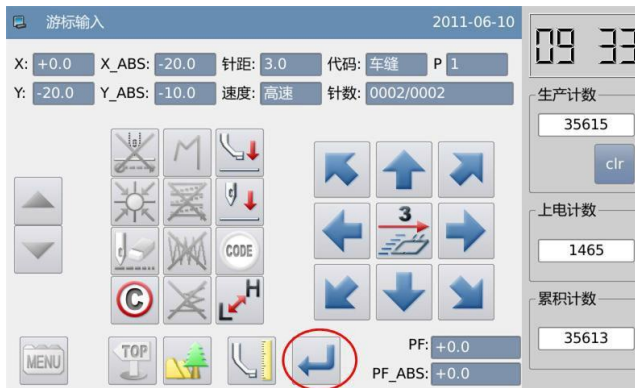 游标输入 2011-06-10
X: +0.0 X_ABS: -20.0 针距: 3.0 代码: 车缝 P 1
Y: -20.0 Y_ABS: -10.0 速度: 高速 针数: 0002/0002
09 33
生产计数
35615
clr
上电计数
1465
累积计数
35613
3
CODE
C
H
MENU
TOP
PF: +0.0
PF_ABS: +0.0